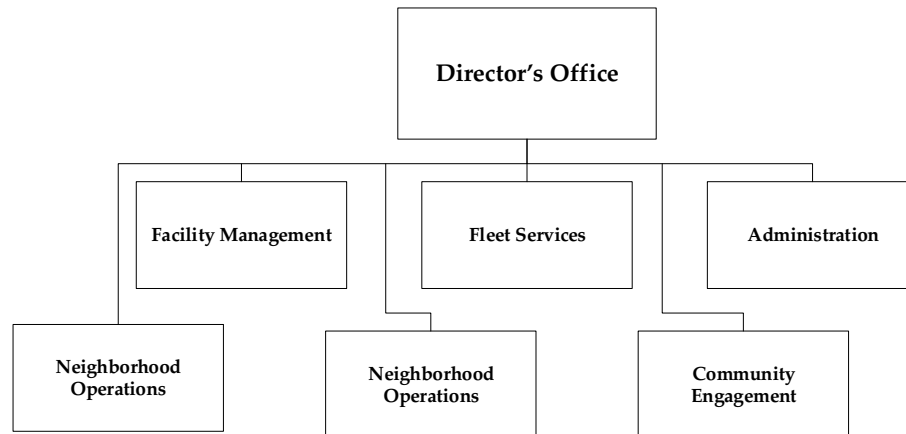 Director’s Office
Facility Management
Fleet Services
Administration
Neighborhood
Operations
Neighborhood
Operations
Community
Engagement